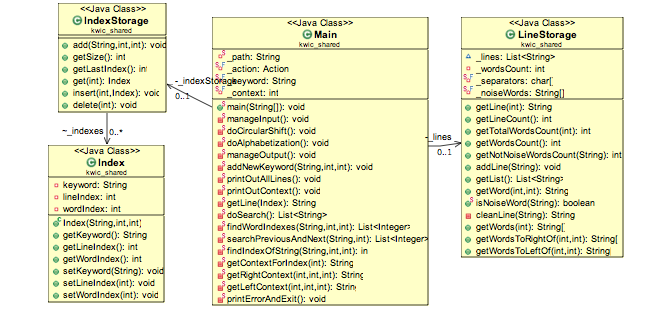 <<Java Class>>
IndexStorage
kwic_shared
add(String,int,int): void
getSize(): int
getLastIndex(): int
get(int): Index
insert(int,Index): void
delete(int): void
~_indexes 0..*
<<Java Class>>
Index
kwic_shared
keyword: String
lineIndex: int
wordIndex: int
Index(String,int,int)
getKeyword(): String
getLineIndex(): int
getWordIndex(): int
setKeyword(String): void
setLineIndex(int): void
setWordIndex(int): void
-_indexStorage
0..1
<<Java Class>>
Main
kwic_shared
_path: String
_action: Action
_keyword: String
_context: int
main(String[]): void
manageInput(): void
doCircularShift(): void
doAlphabetization(): void
manageOutput(): void
addNewKeyword(String,int,int): void
printOutAllLines(): void
printOutContext(): void
getLine(Index): String
doSearch(): List<String>
findWordIndexes(String,int,int): List<Integer>
searchPreviousAndNext(String,int): List<Integer>
findIndexOfString(String,int,int): in
getContextForIndex(int): String
getRightContext(int,int,int): String
getLeftContext(int,int,int): String
printErrorAndExit(): void
-_lines
0..1
<<Java Class>>
LineStorage
kwic_shared
_lines: List<String>
_wordsCount: int
_separators: char[
_noiseWords: String[]
getLine(int): String
getLineCount(): int
getTotalWordsCount(): int
getWordsCount(): int
getNotNoiseWordsCount(String): int
addLine(String): void
getList(): List<String>
getWord(int,int): String
isNoiseWord(String): boolean
cleanLine(String): String
getWords(int): String[
getWordsToRightOf(int,int): String[
getWordsToLeftOf(int,int): String[